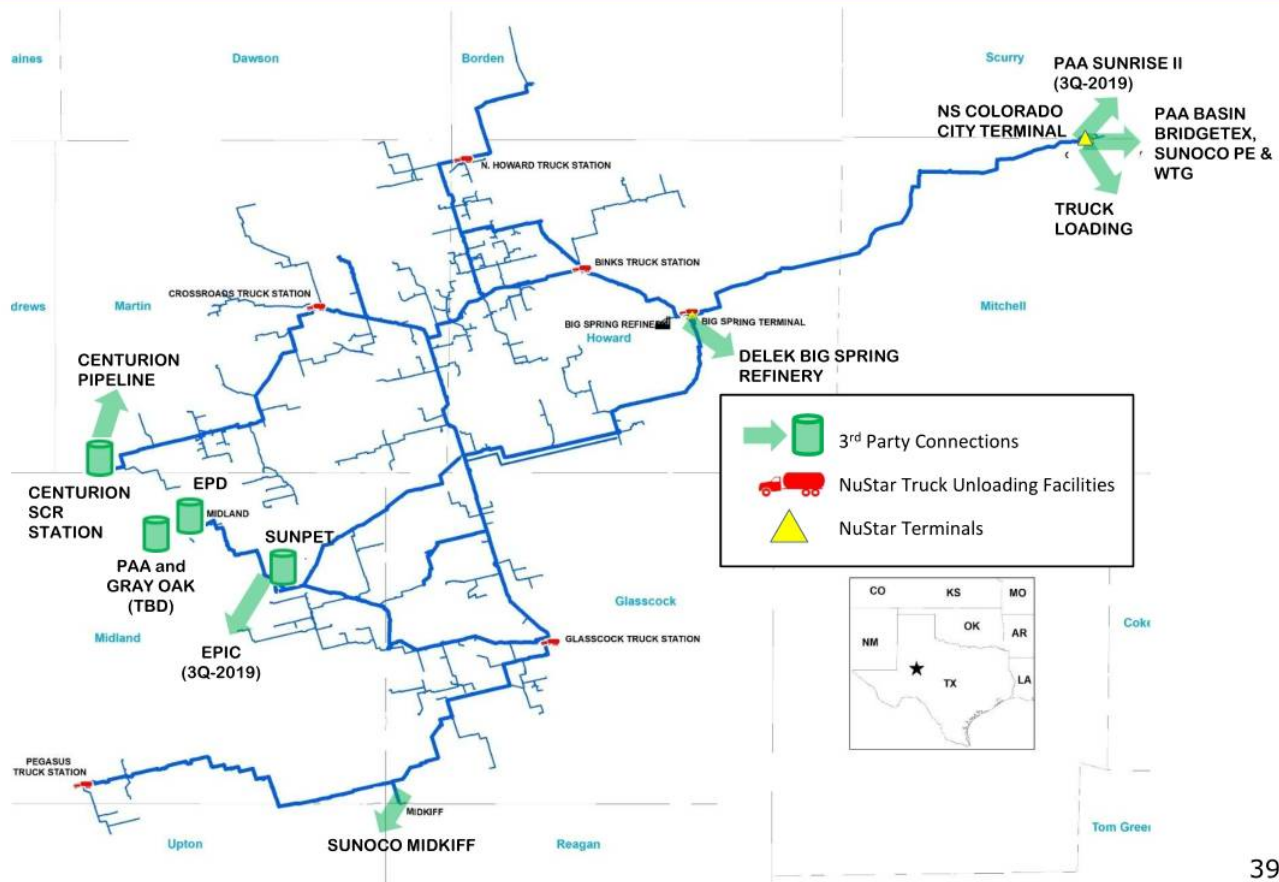 aines
Dawson
Borden
Scurry
PAA SUNRISE II
(3Q-2019)
NS COLORADO
CITY TERMINAL
PAA BASIN
BRIDGETEX,
SUNOCO PE &
WTG
TRUCK
LOADING
N. HOWARD TRUCK STATION
BINKS TRUCK STATION
CROSSROADS TRUCK STATION
drews
Martin
Mitchell
BIG SPRING TERMINAL
Howard
DELEK BIG SPRING
REFINERY
CENTURION
PIPELINE
CENTURION
SCR
STATION
EPD
MIDLAND
PAA and
GRAY OAK
(TBD)
SUNPET
EPIC
(3Q-2019)
Midland
Glasscock
GLASSCOCK TRUCK STATION
3rd Party Connections
NuStar Truck Unloading Facilities
NuStar Terminals
CO
KS
MO
OK
AR
NM
TX
LA
Coke
PEGASUS
TRUCK STATION
MIDKIFF
SUNOCO MIDKIFF
Upton
Reagan
Tom Green
39